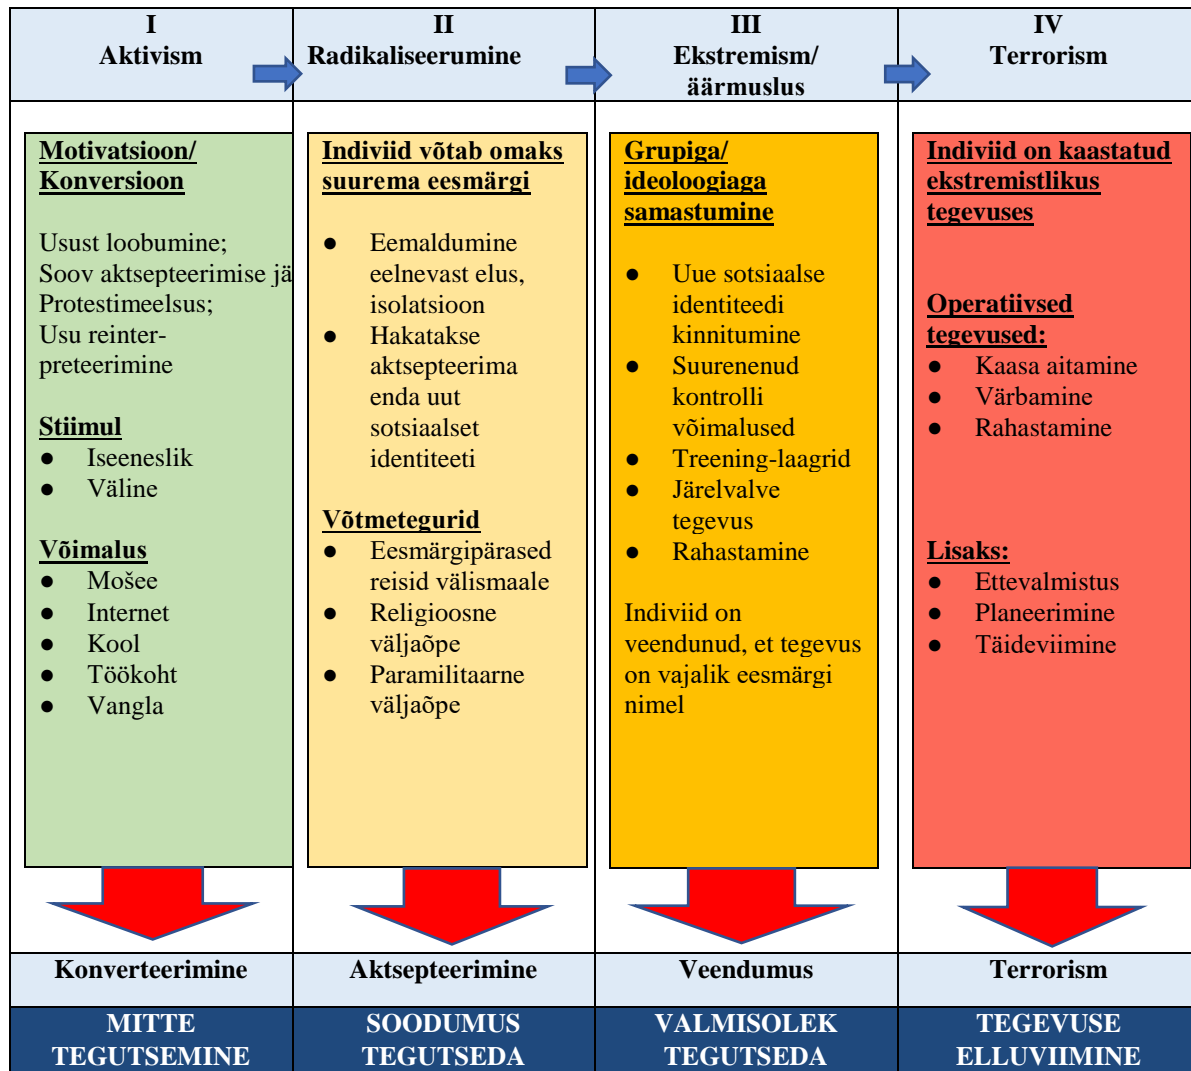 I
Aktivism
II
Radikaliseerumine
III
Ekstremism/
äärmuslus
IV
Terrorism
Motivatsioon/
Konversioon
Usust loobumine;
Soov aktsepteerimise jä
Protestimeelsus;
Usu reinter-
preteerimine
Stiimul
● Iseeneslik
● Väline
Võimalus
● Mošee
● Internet
● Kool
● Töökoht
● Vangla
Indiviid võtab omaks
suurema eesmärgi
● Eemaldumine
eelnevast elus,
isolatsioon
● Hakatakse
aktsepteerima
enda uut
sotsiaalset
identiteeti
Võtmetegurid
● Eesmärgipärased
reisid välismaale
● Religioosne
väljaõpe
● Paramilitaarne
väljaõpe
Grupiga/
ideoloogiaga
samastumine
● Uue sotsiaalse
identiteedi
kinnitumine
● Suurenenud
kontrolli
võimalused
● Treening-laagrid
● Järelvalve
tegevus
● Rahastamine
Indiviid on
veendunud, et tegevus
on vajalik eesmärgi
nimel
Indiviid on kaastatud
ekstremistlikus
tegevuses
Operatiivsed
tegevused:
● Kaasa aitamine
● Värbamine
● Rahastamine
Lisaks:
● Ettevalmistus
● Planeerimine
● Täideviimine
Konverteerimine
Aktsepteerimine
Veendumus
Terrorism
MITTE
TEGUTSEMINE
SOODUMUS
TEGUTSEDA
VALMISOLEK
TEGUTSEDA
TEGEVUSE
ELLUVIIMINE